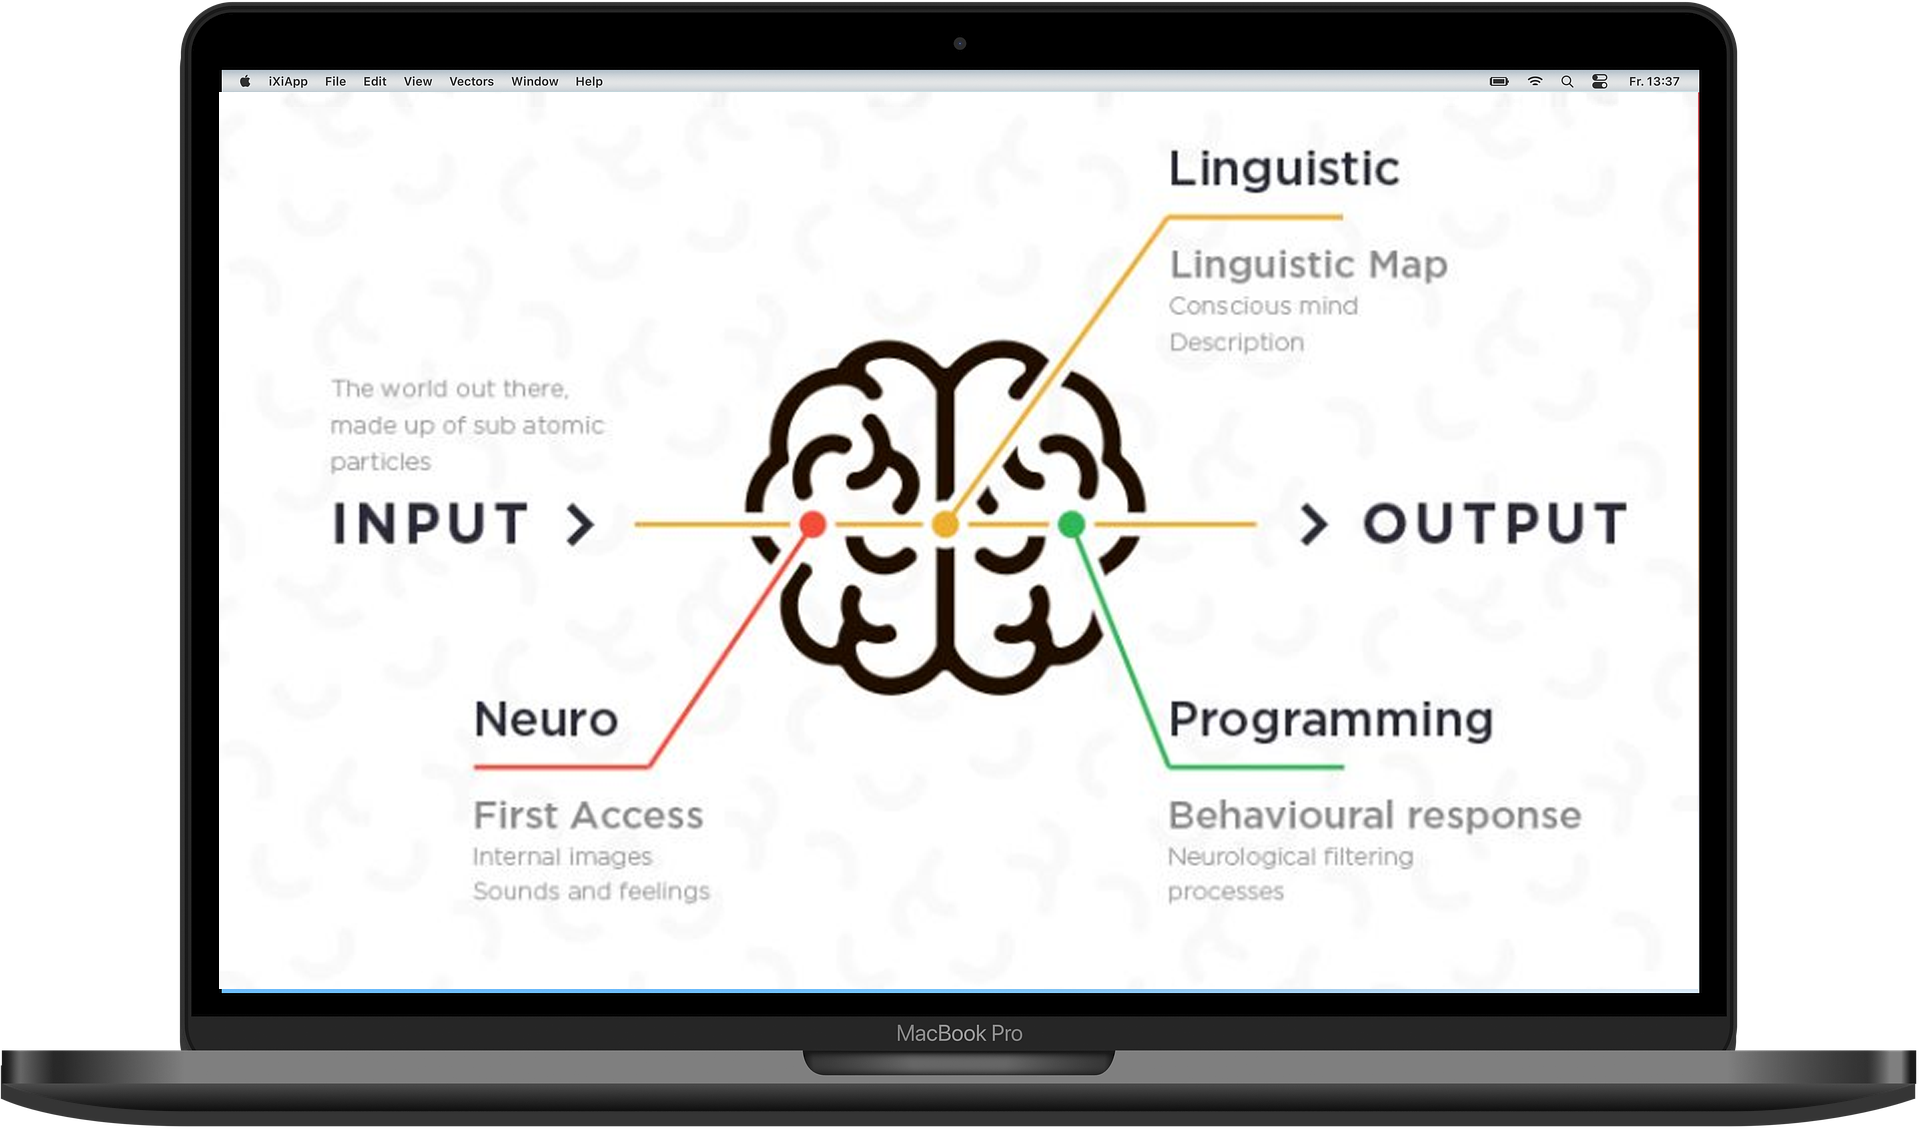 iXiApp File Edit View Vectors Window Help Fr. 13:37
Linguistic
Linguistic Map
Conscious mind
Description
The world out there,
made up of sub atomic
particles
INPUT > > OUTPUT
Neuro
First Access
Internal images
Sounds and feelings
Programming
Behavioural response
Neurological filtering
processes
MacBook Pro